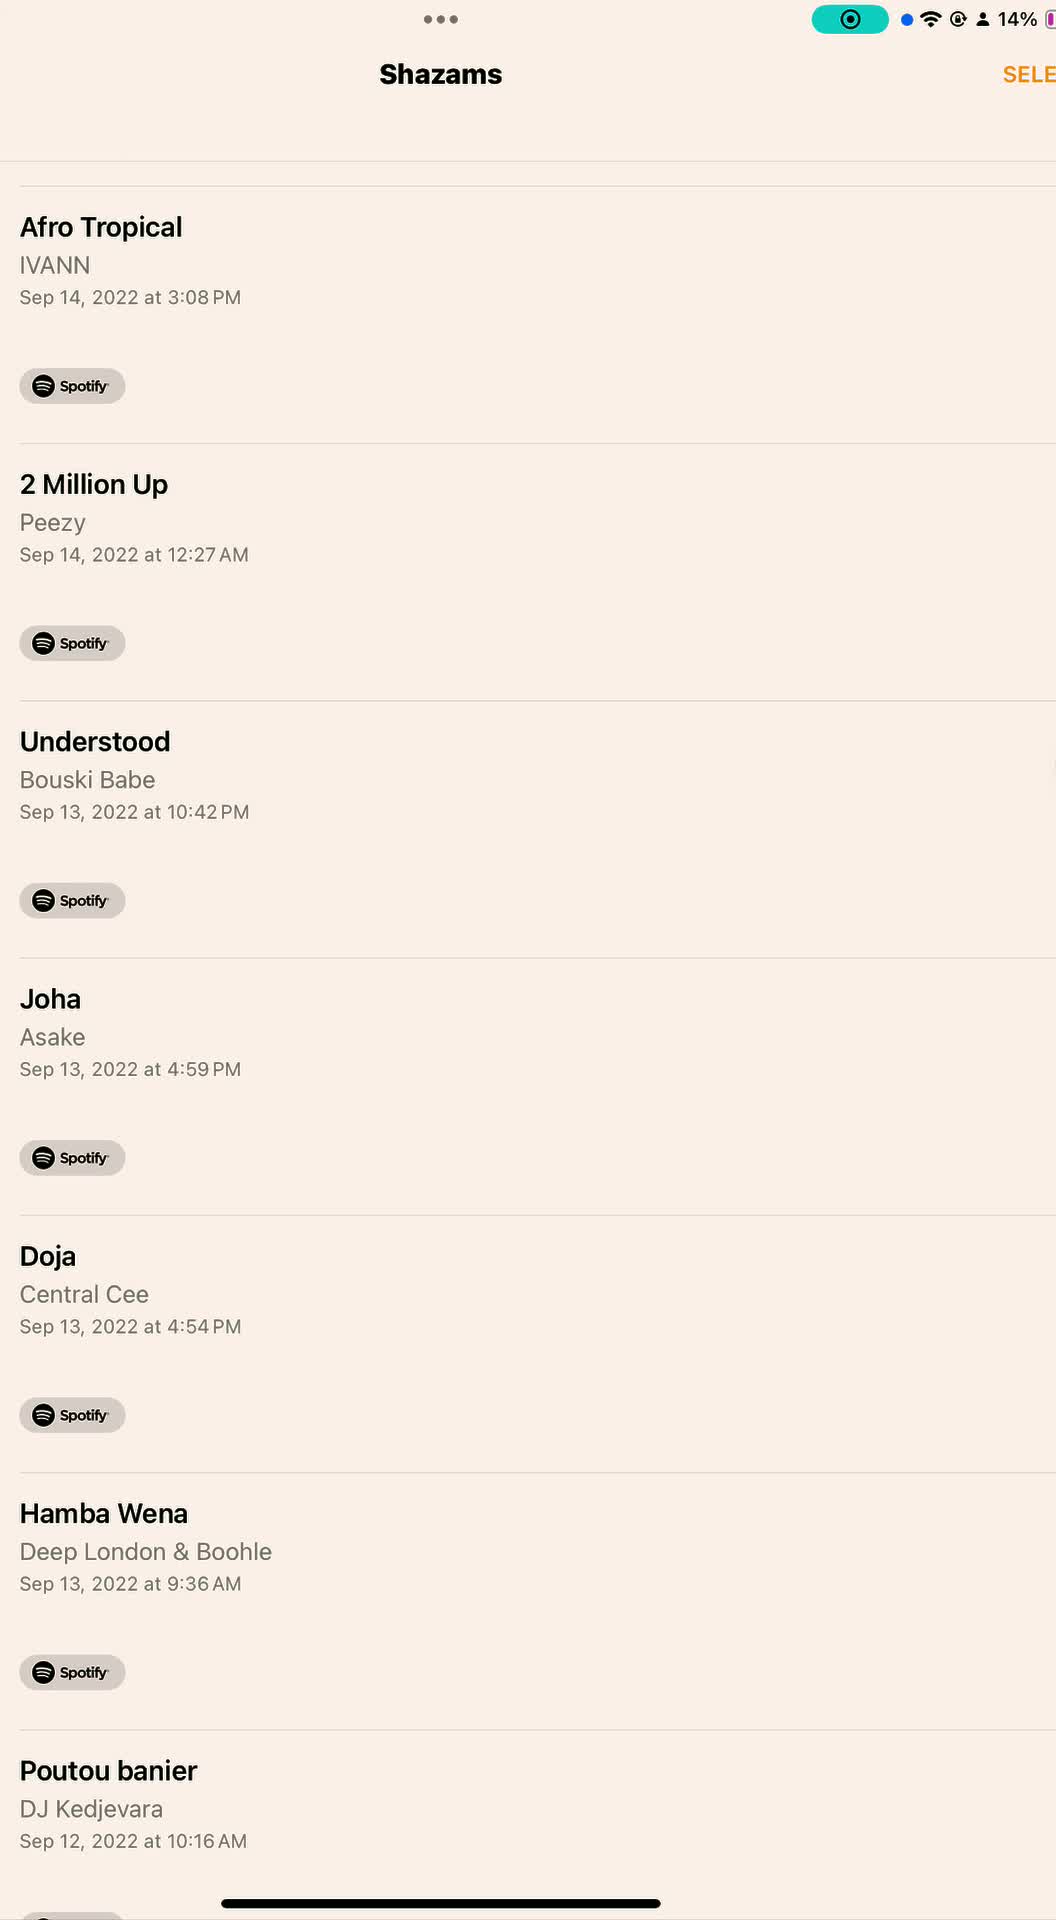 14%
Shazams
SELE
Afro Tropical
IVANN
Sep 14, 2022 at 3:08 PM
Spotify
2 Million Up
Peezy
Sep 14, 2022 at 12:27 AM
Spotify
Understood
Bouski Babe
Sep 13, 2022 at 10:42 PM
Spotify
Joha
Asake
Sep 13, 2022 at 4:59 PM
Spotify
Doja
Central Cee
Sep 13, 2022 at 4:54 PM
Spotify
Hamba Wena
Deep London & Boohle
Sep 13, 2022 at 9:36 AM
Spotify
Poutou banier
DJ Kedjevara
Sep 12, 2022 at 10:16 AM